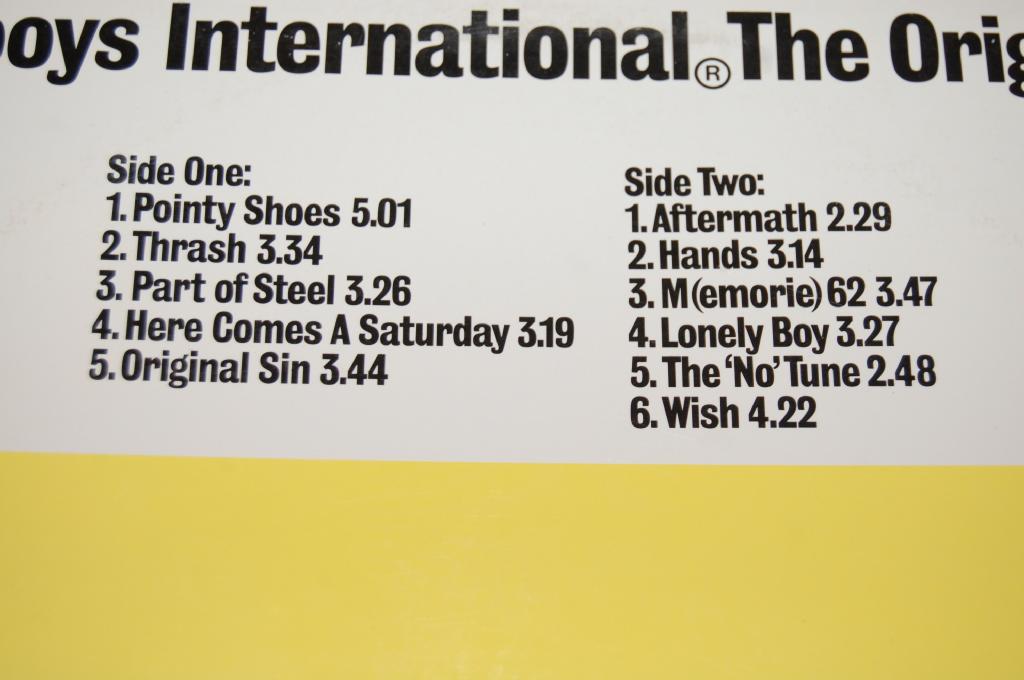 boys International® The Orig
Side One:
1. Pointy Shoes 5.01
2. Thrash 3.34
3. Part of Steel 3.26
4. Here Comes A Saturday 3.19
5. Original Sin 3.44
Side Two:
1. Aftermath 2.29
2. Hands 3.14
3. M(emorie) 62 3.47
4. Lonely Boy 3.27
5. The 'No' Tune 2.48
6. Wish 4.22